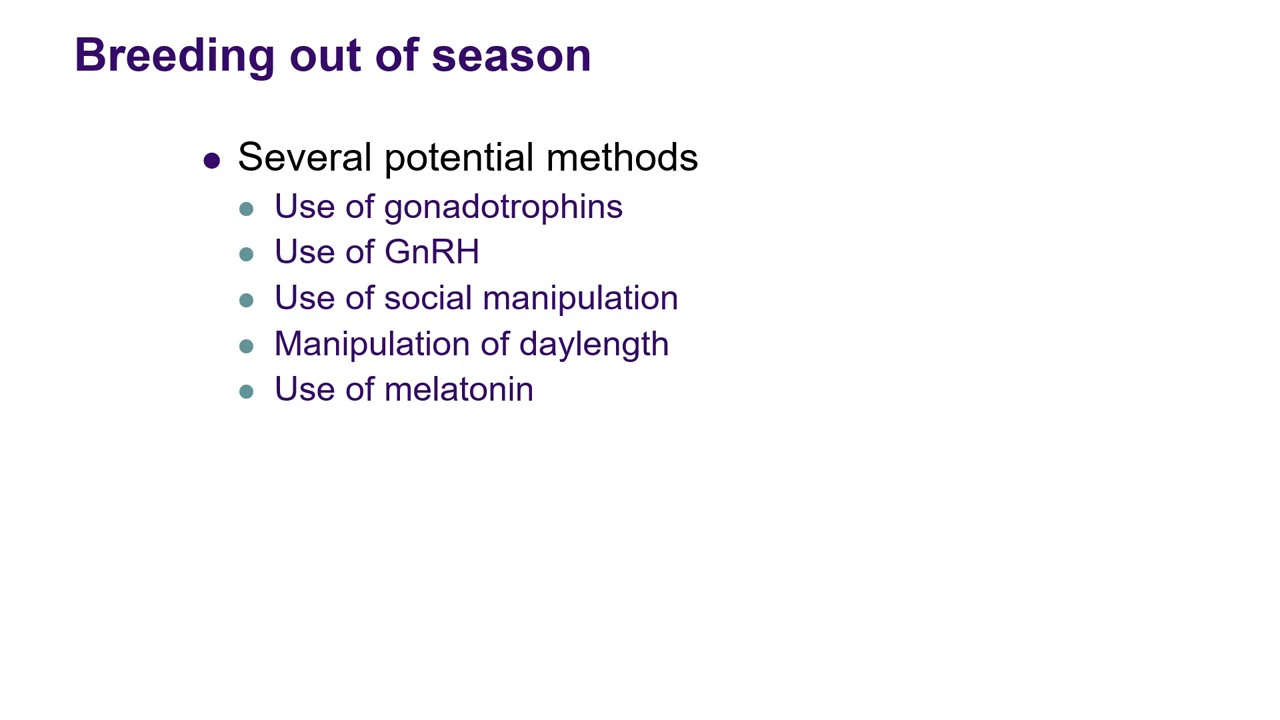 Breeding out of season
Several potential methods
Use of gonadotrophins
Use of GnRH
Use of social manipulation
Manipulation of daylength
Use of melatonin